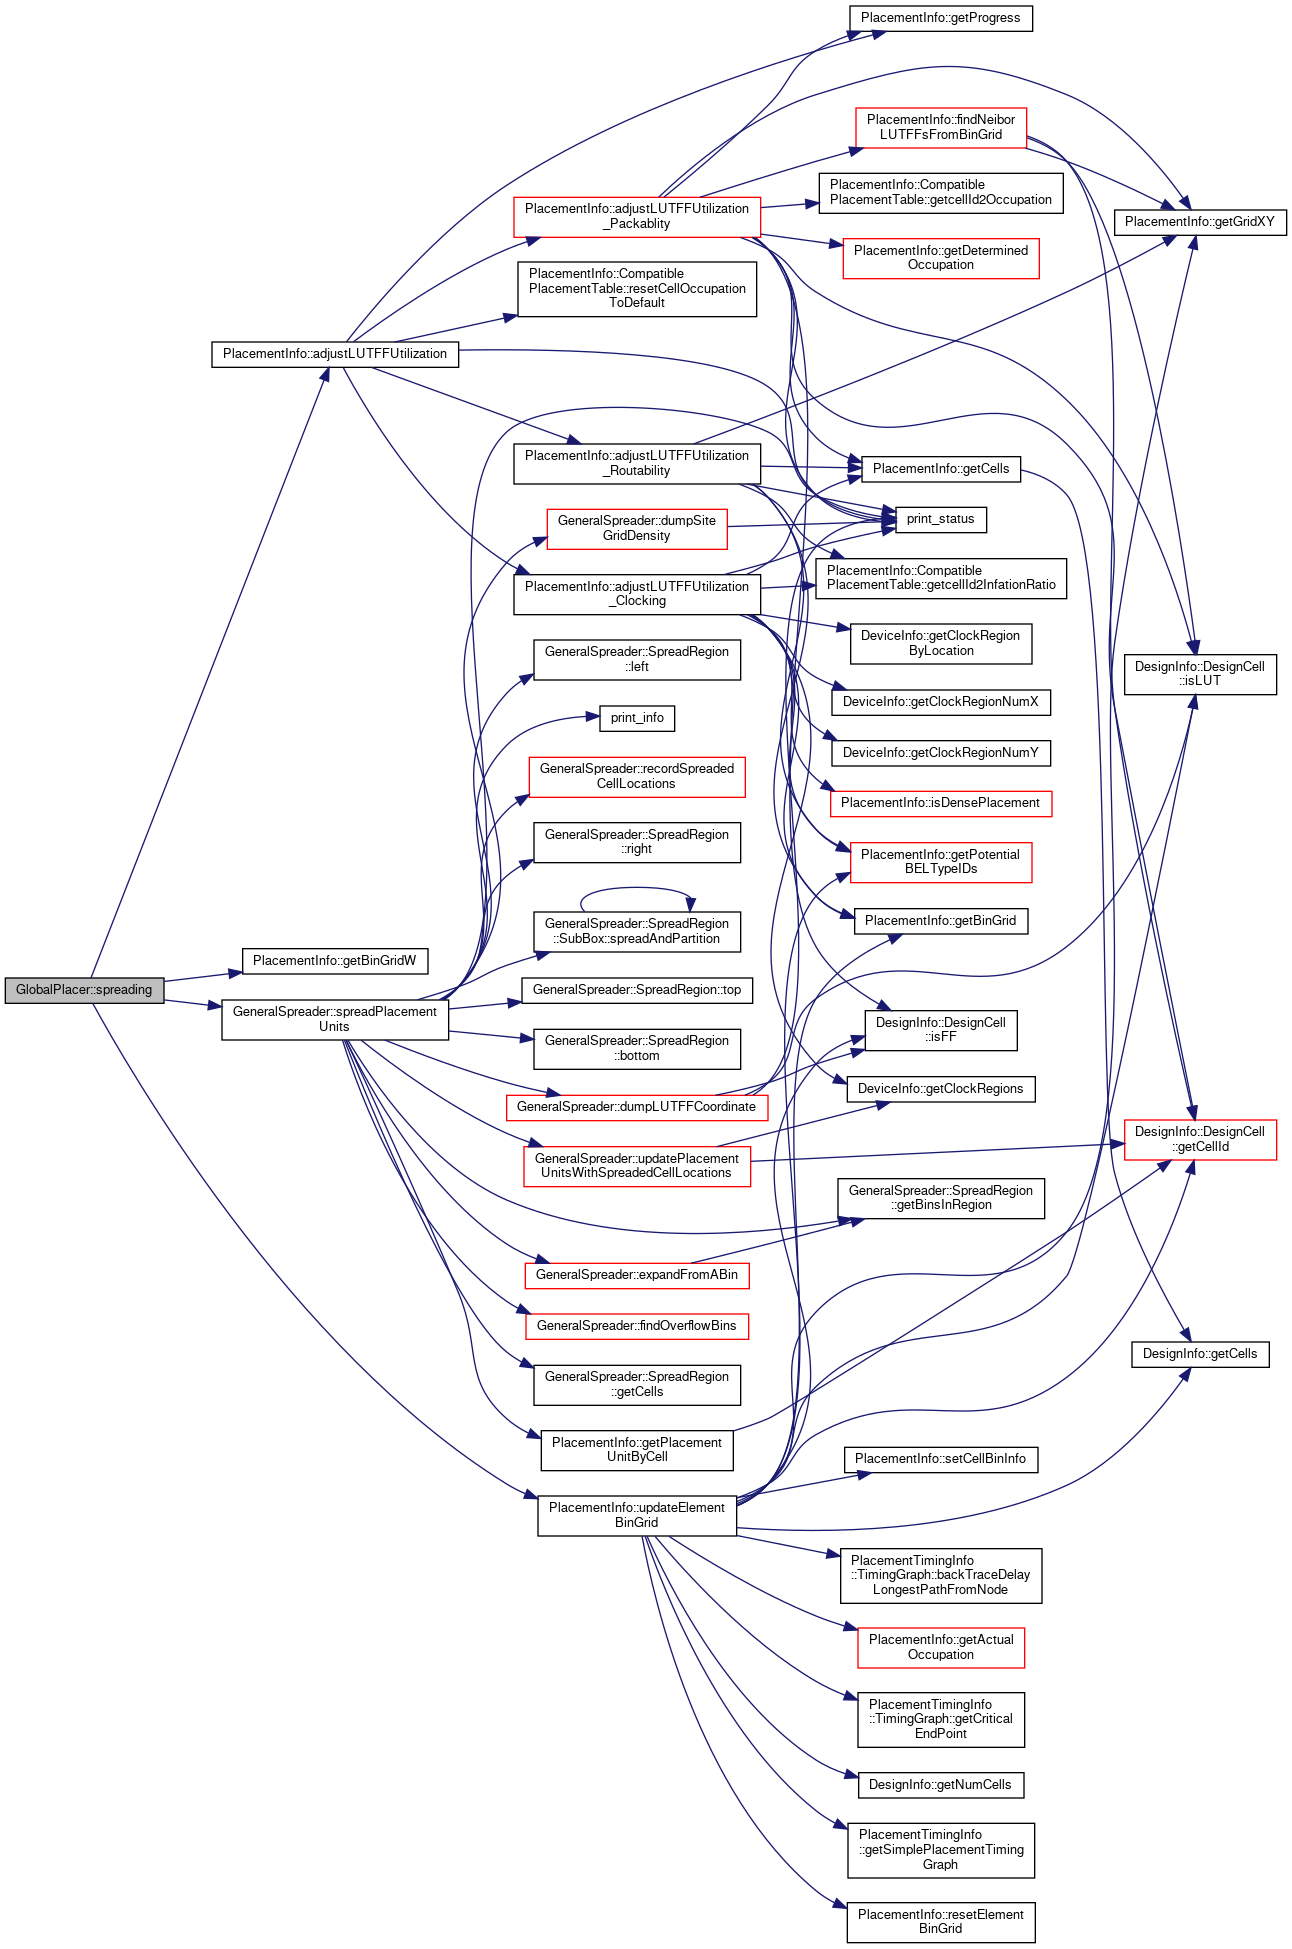 PlacementInfo::getProgress
PlacementInfo::findNeibor
LUTFFsFromBinGrid
PlacementInfo::Compatible
PlacementTable::getcellId2Occupation
PlacementInfo::adjustLUTFFUtilization
_Packablity
PlacementInfo::getGridXY
PlacementInfo::getDetermined
Occupation
PlacementInfo::Compatible
PlacementTable::resetCellOccupation
ToDefault
PlacementInfo::adjustLUTFFUtilization
PlacementInfo::adjustLUTFFUtilization
_Routability
PlacementInfo::getCells
print_status
GeneralSpreader::dumpSite
GridDensity
PlacementInfo::Compatible
PlacementTable::getcellId2InfationRatio
PlacementInfo::adjustLUTFFUtilization
_Clocking
DeviceInfo::getClockRegion
ByLocation
GeneralSpreader::SpreadRegion
::left
DesignInfo::DesignCell
::isLUT
DeviceInfo::getClockRegionNumX
print_info
DeviceInfo::getClockRegionNumY
GeneralSpreader::recordSpreaded
CellLocations
PlacementInfo::isDensePlacement
GeneralSpreader::SpreadRegion
::right
PlacementInfo::getPotential
BELTypeIDs
PlacementInfo::getBinGrid
GeneralSpreader::SpreadRegion
::SubBox::spreadAndPartition
PlacementInfo::getBinGridW
GlobalPlacer::spreading
GeneralSpreader::SpreadRegion::top
GeneralSpreader::spreadPlacement
Units
DesignInfo::DesignCell
::isFF
GeneralSpreader::SpreadRegion
::bottom
DeviceInfo::getClockRegions
GeneralSpreader::dumpLUTFFCoordinate
DesignInfo::DesignCell
::getCellId
GeneralSpreader::updatePlacement
UnitsWithSpreadedCellLocations
GeneralSpreader::SpreadRegion
::getBinsInRegion
GeneralSpreader::expandFromABin
GeneralSpreader::findOverflowBins
DesignInfo::getCells
GeneralSpreader::SpreadRegion
::getCells
PlacementInfo::getPlacement
UnitByCell
PlacementInfo::setCellBinInfo
PlacementInfo::updateElement
BinGrid
PlacementTimingInfo
::TimingGraph::backTraceDelay
LongestPathFromNode
PlacementInfo::getActual
Occupation
PlacementTimingInfo
::TimingGraph::getCritical
EndPoint
DesignInfo::getNumCells
PlacementTimingInfo
::getSimplePlacementTiming
Graph
PlacementInfo::resetElement
BinGrid